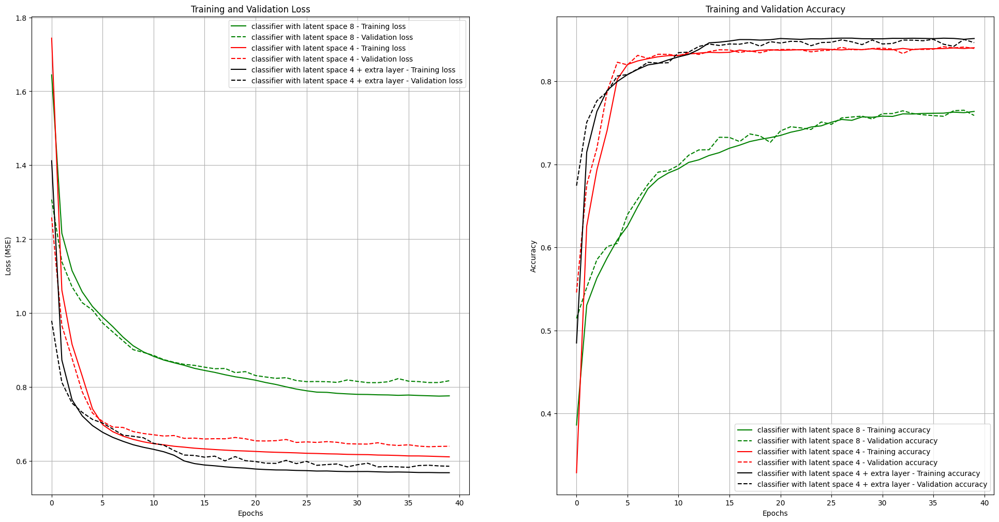 Training and Validation Loss
1.8
1.6
1.4
1.2
1.0
0.8
0.6
Loss (MSE)
classifier with latent space 8 - Training loss
classifier with latent space 8 - Validation loss
classifier with latent space 4 - Training loss
classifier with latent space 4 - Validation loss
classifier with latent space 4 + extra layer - Training loss
classifier with latent space 4 + extra layer - Validation loss
0 5 10 15 20 25 30 35 40
Epochs
Training and Validation Accuracy
0.8
0.7
0.6
0.5
0.4
Accuracy
classifier with latent space 8 - Training accuracy
classifier with latent space 8 - Validation accuracy
classifier with latent space 4 - Training accuracy
classifier with latent space 4 - Validation accuracy
classifier with latent space 4 + extra layer - Training accuracy
classifier with latent space 4 + extra layer - Validation accuracy
0 5 10 15 20 25 30 35 40
Epochs